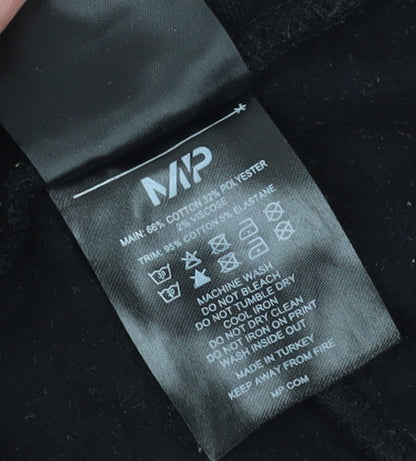 MP
MAIN: 66% COTTON 32% POLYESTER
2% VISCOSE
TRIM: 95% COTTON 5% ELASTANE
MACHINE WASH
DO NOT BLEACH
DO NOT TUMBLE DRY
COOL IRON
DO NOT DRY CLEAN
DO NOT IRON ON PRINT
WASH INSIDE OUT
MADE IN TURKEY
KEEP AWAY FROM FIRE
MP.COM